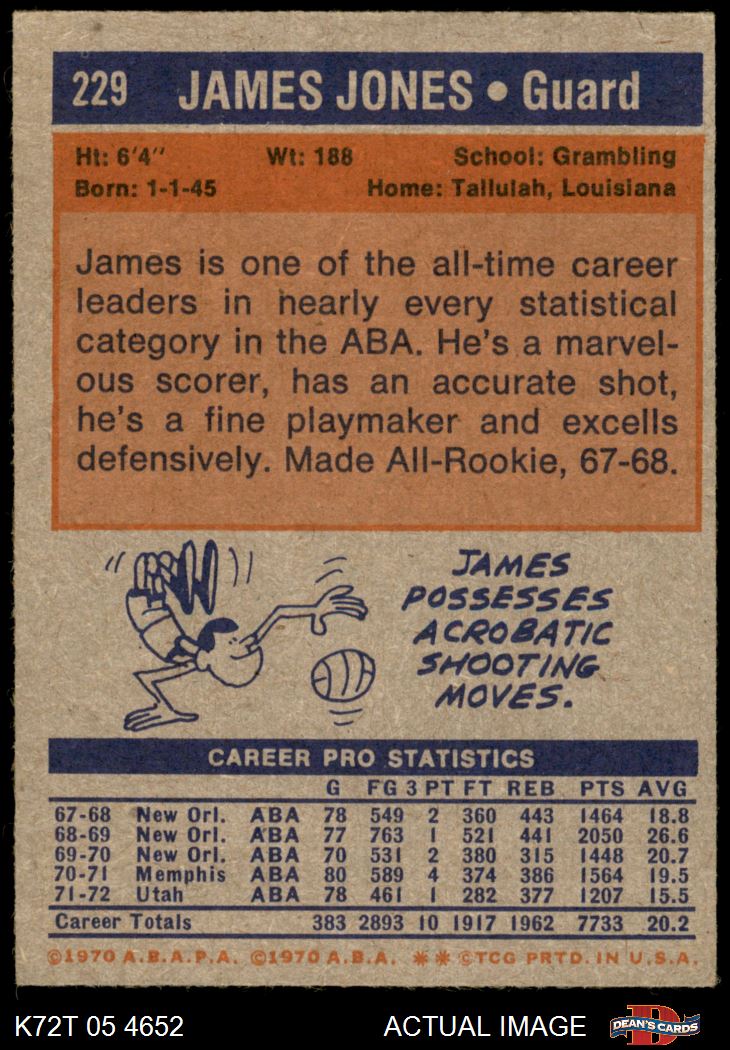 229 JAMES JONES • Guard
Ht: 6'4" Wt: 188 School: Grambling
Born: 1-1-45 Home: Tallulah, Louisiana
James is one of the all-time career
leaders in nearly every statistical
category in the ABA. He's a marvel-
ous scorer, has an accurate shot,
he's a fine playmaker and excells
defensively. Made All-Rookie, 67-68.
JAMES
POSSESSES
ACROBATIC
SHOOTING
MOVES.
CAREER PRO STATISTICS
G FG 3 PT FT REB PTS AVG
67-68 New Orl. ABA 78 549 2 360 443 1464 18.8
68-69 New Orl. ABA 77 763 1 521 441 2050 26.6
69-70 New Orl. ABA 70 531 2 380 315 1448 20.7
70-71 Memphis ABA 80 589 4 374 386 1564 19.5
71-72 Utah ABA 78 461 1 282 377 1207 15.5
Career Totals 383 2893 10 1917 1962 7733 20.2
©1970 A.B.A.P.A. ©1970 A.B.A. ** ©TCG PRTD. IN U.S.A.
K72T 05 4652 ACTUAL IMAGE DEAN'S CARDS